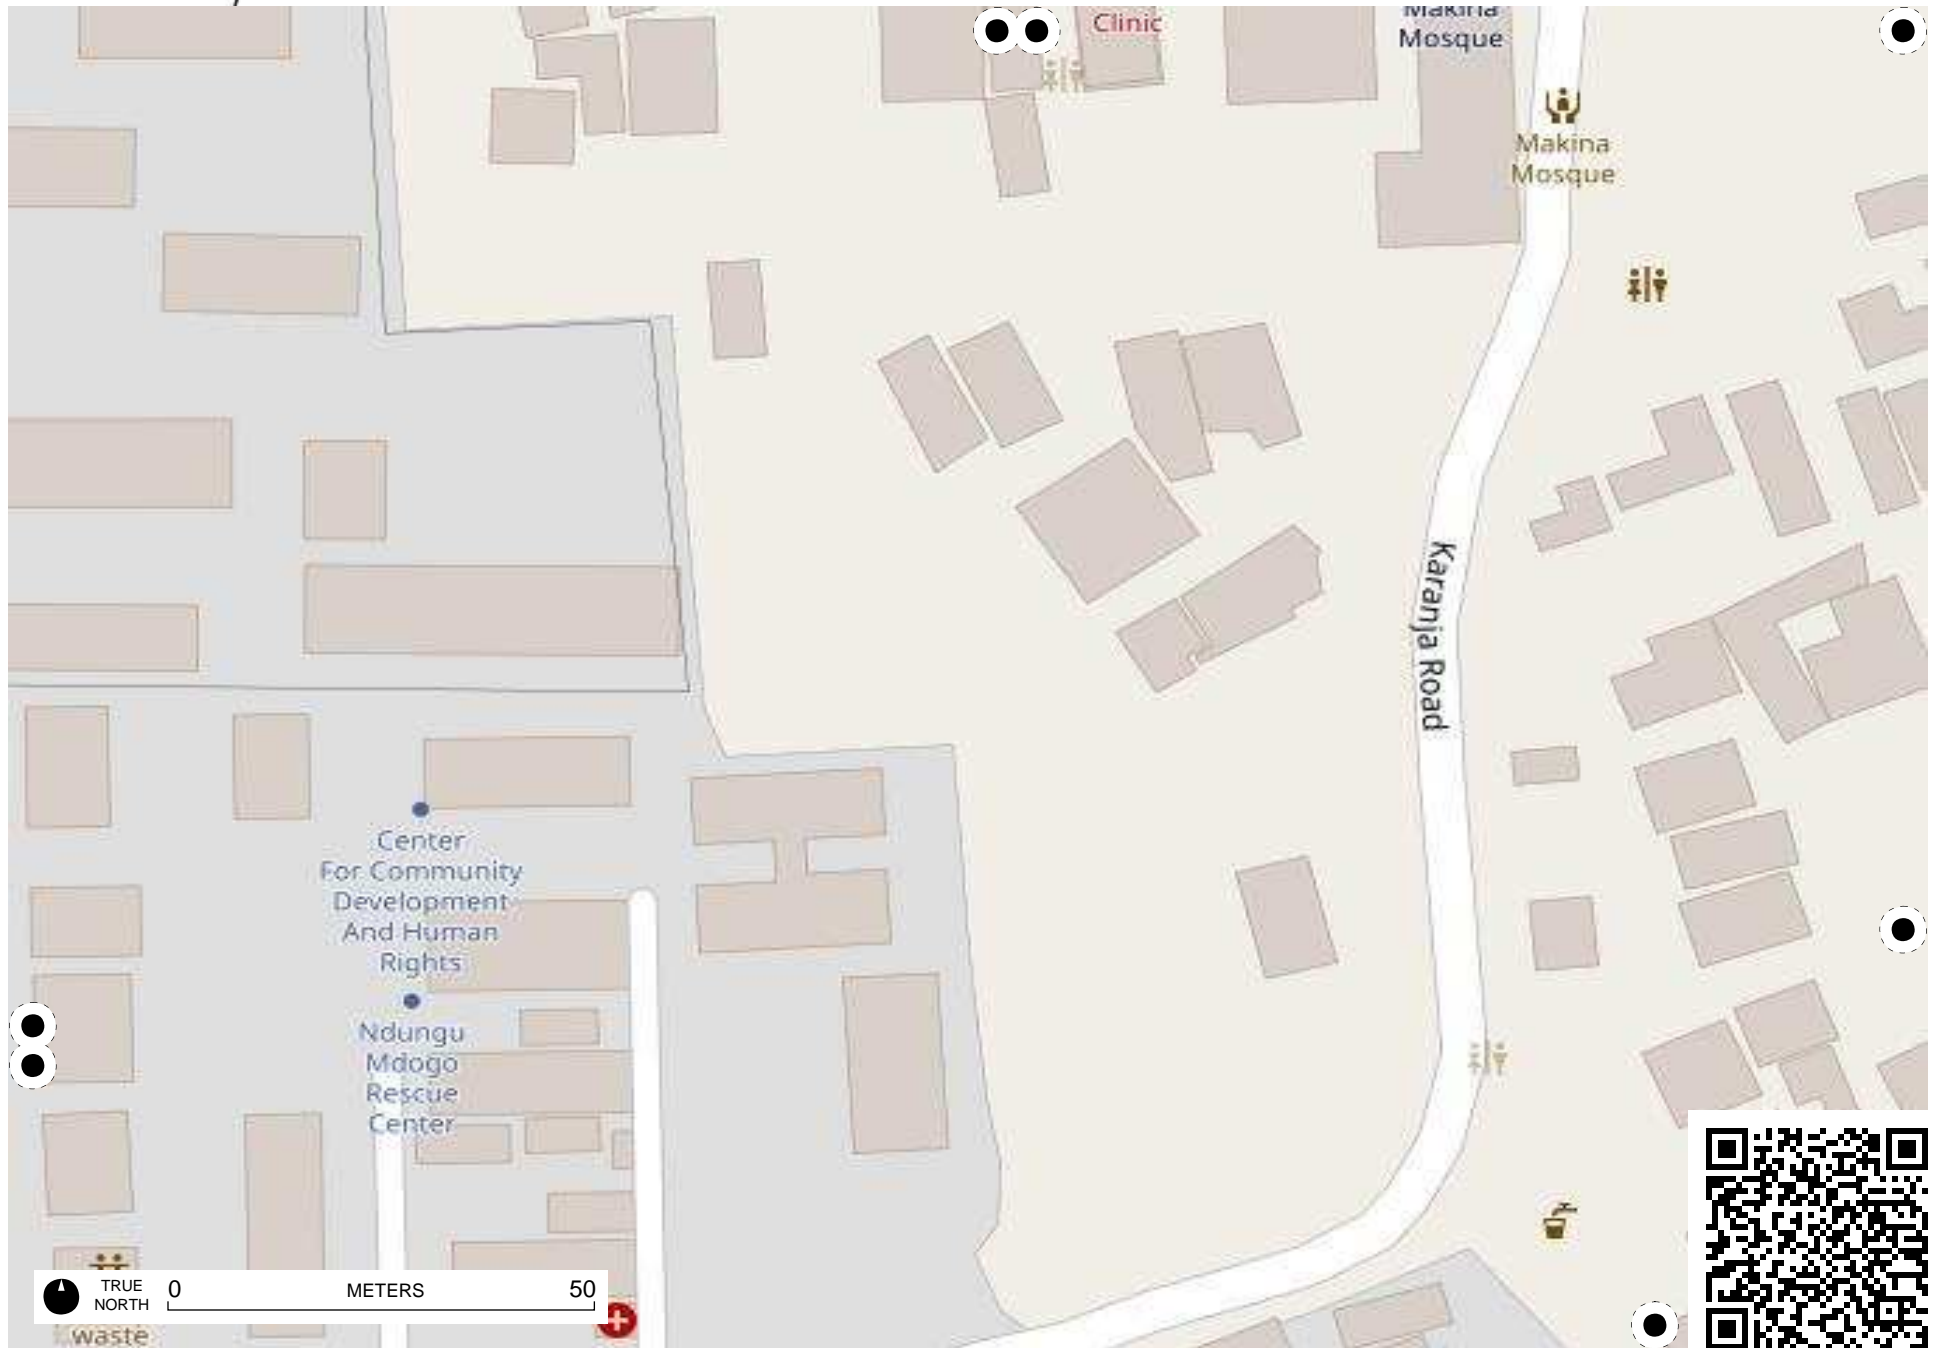 Clinic
Makina
Mosque
Makina
Mosque
Karanja Road
Center
For Community
Development
And Human
Rights
Ndungu
Mdogo
Rescue
Center
TRUE
NORTH
0
METERS
50
waste